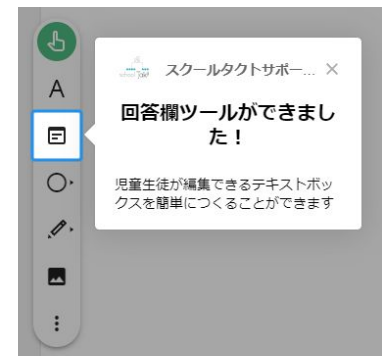 スクールタクトサポー... ×
回答欄ツールができまし
た！
A
児童生徒が編集できるテキストボッ
クスを簡単につくることができます